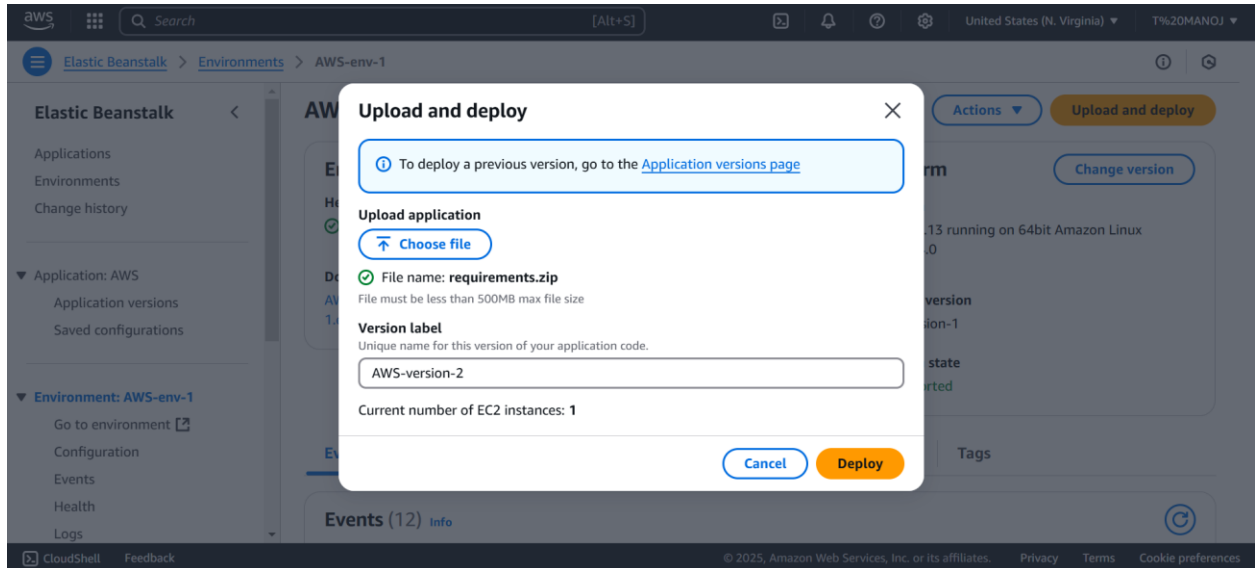 aws
Search
[Alt+S]
United States (N. Virginia)
T%20MANOJ
Elastic Beanstalk > Environments > AWS-env-1
Elastic Beanstalk
Applications
Environments
Change history
Application: AWS
Application versions
Saved configurations
Environment: AWS-env-1
Go to environment
Configuration
Events
Health
Logs
AW
Actions
Upload and deploy
rm
Change version
.13 running on 64bit Amazon Linux
.0
version
sion-1
state
Upload and deploy
To deploy a previous version, go to the Application versions page
Upload application
Choose file
File name: requirements.zip
File must be less than 500MB max file size
Version label
Unique name for this version of your application code.
AWS-version-2
Current number of EC2 instances: 1
Cancel
Deploy
Tags
Events (12) Info
CloudShell
Feedback
© 2025, Amazon Web Services, Inc. or its affiliates.
Privacy
Terms
Cookie preferences